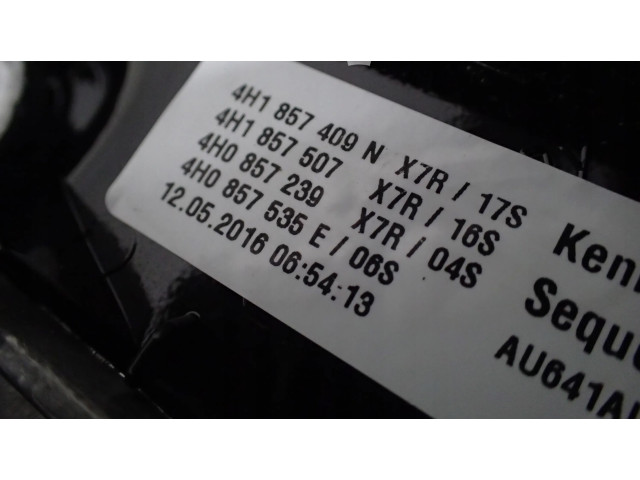 4H1 857 409 N X7R / 17S
4H1 857 507 X7R / 16S
4H0 857 239 X7R / 04S
4H0 857 535 E / 06S
12.05.2016 06:54:13